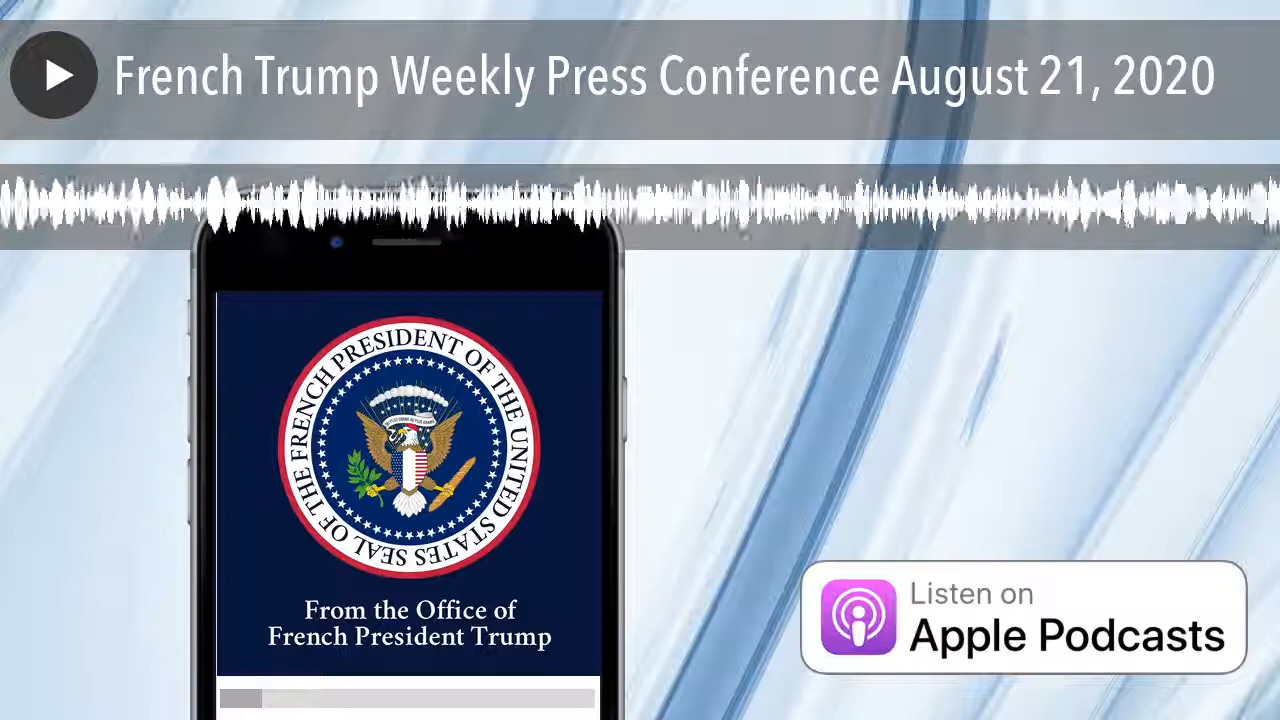 French Trump Weekly Press Conference August 21, 2020
SEAL OF THE FRENCH PRESIDENT OF THE UNITED STATES
From the Office of
French President Trump
Listen on
Apple Podcasts